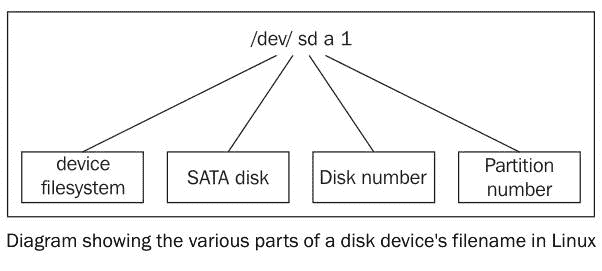 /dev/ sd a 1
device
filesystem
SATA disk
Disk number
Partition
number
Diagram showing the various parts of a disk device's filename in Linux